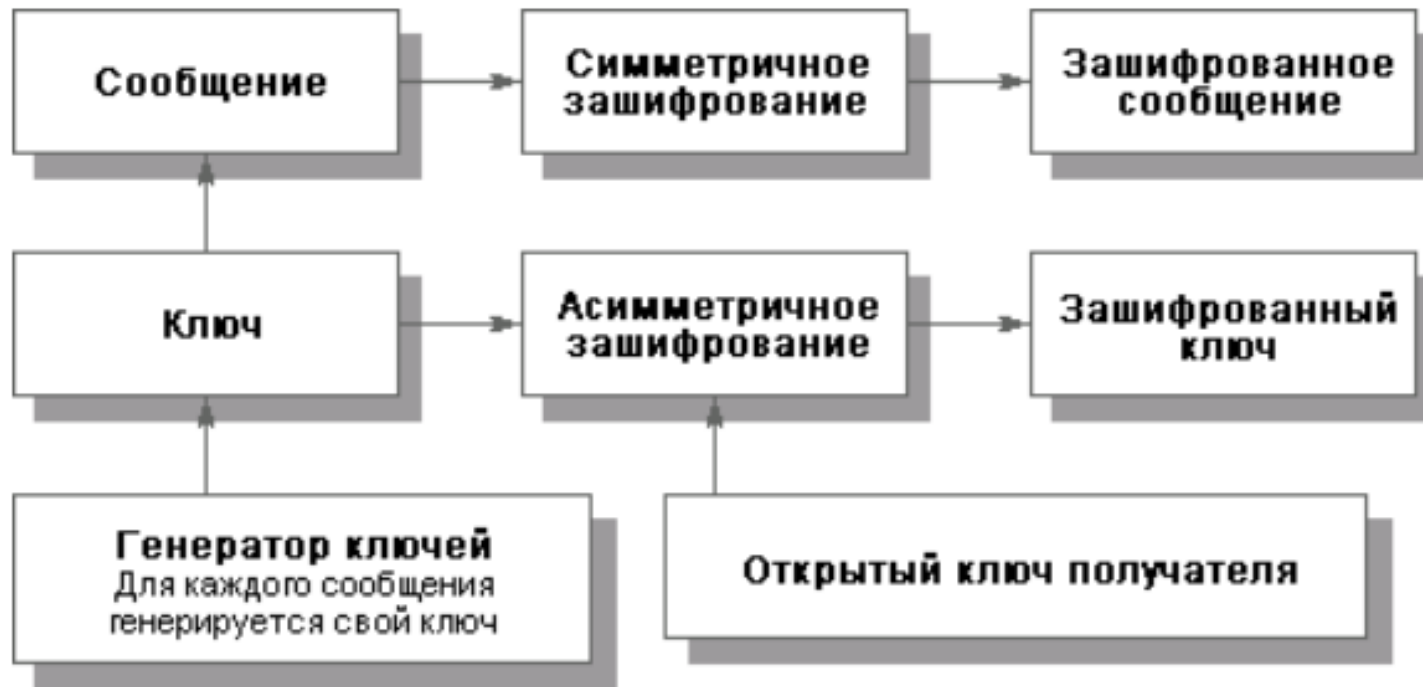 Сообщение
Симметричное
зашифрование
Зашифрованное
сообщение
Ключ
Асимметричное
зашифрование
Зашифрованный
ключ
Генератор ключей
Для каждого сообщения
генерируется свой ключ
Открытый ключ получателя